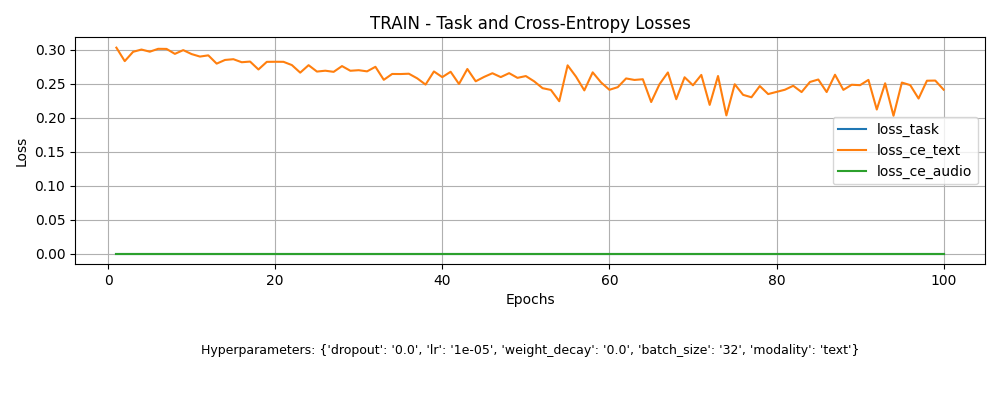 TRAIN - Task and Cross-Entropy Losses
0.30
0.25
0.20
0.15
0.10
0.05
0.00
Loss
loss_task
loss_ce_text
loss_ce_audio
0 20 40 60 80 100
Epochs
Hyperparameters: {'dropout': '0.0', 'lr': '1e-05', 'weight_decay': '0.0', 'batch_size': '32', 'modality': 'text'}